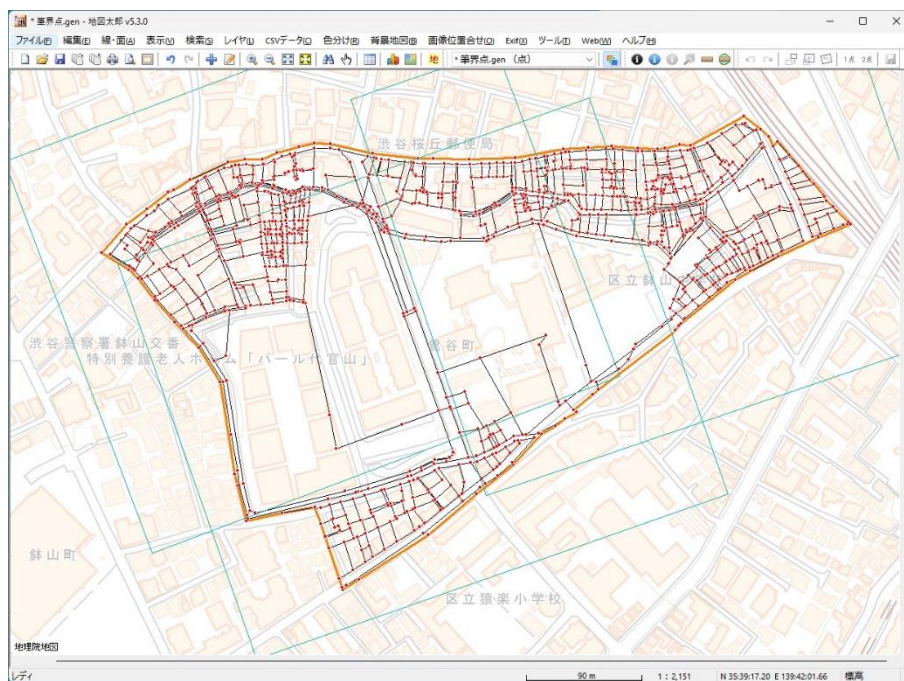 * 筆界点.gen - 地図太郎 v5.3.0
ファイル(F) 編集(E) 線・面(A) 表示(V) 検索(S) レイヤ(L) CSVデータ(C) 色分け(R) 背景地図(B) 画像位置合せ(O) Exif(X) ツール(T) Web(W) ヘルプ(H)
地 * 筆界点.gen (点) 1点 2点
渋谷桜丘郵便局
区立鉢山中学校
渋谷警察署鉢山交番
特別養護老人ホーム「パール代官山」
鶯谷町
鉢山町
区立猿楽小学校
地理院地図
レディ 90 m 1 : 2,151 N 35:39:17.20 E 139:42:01.66 標高